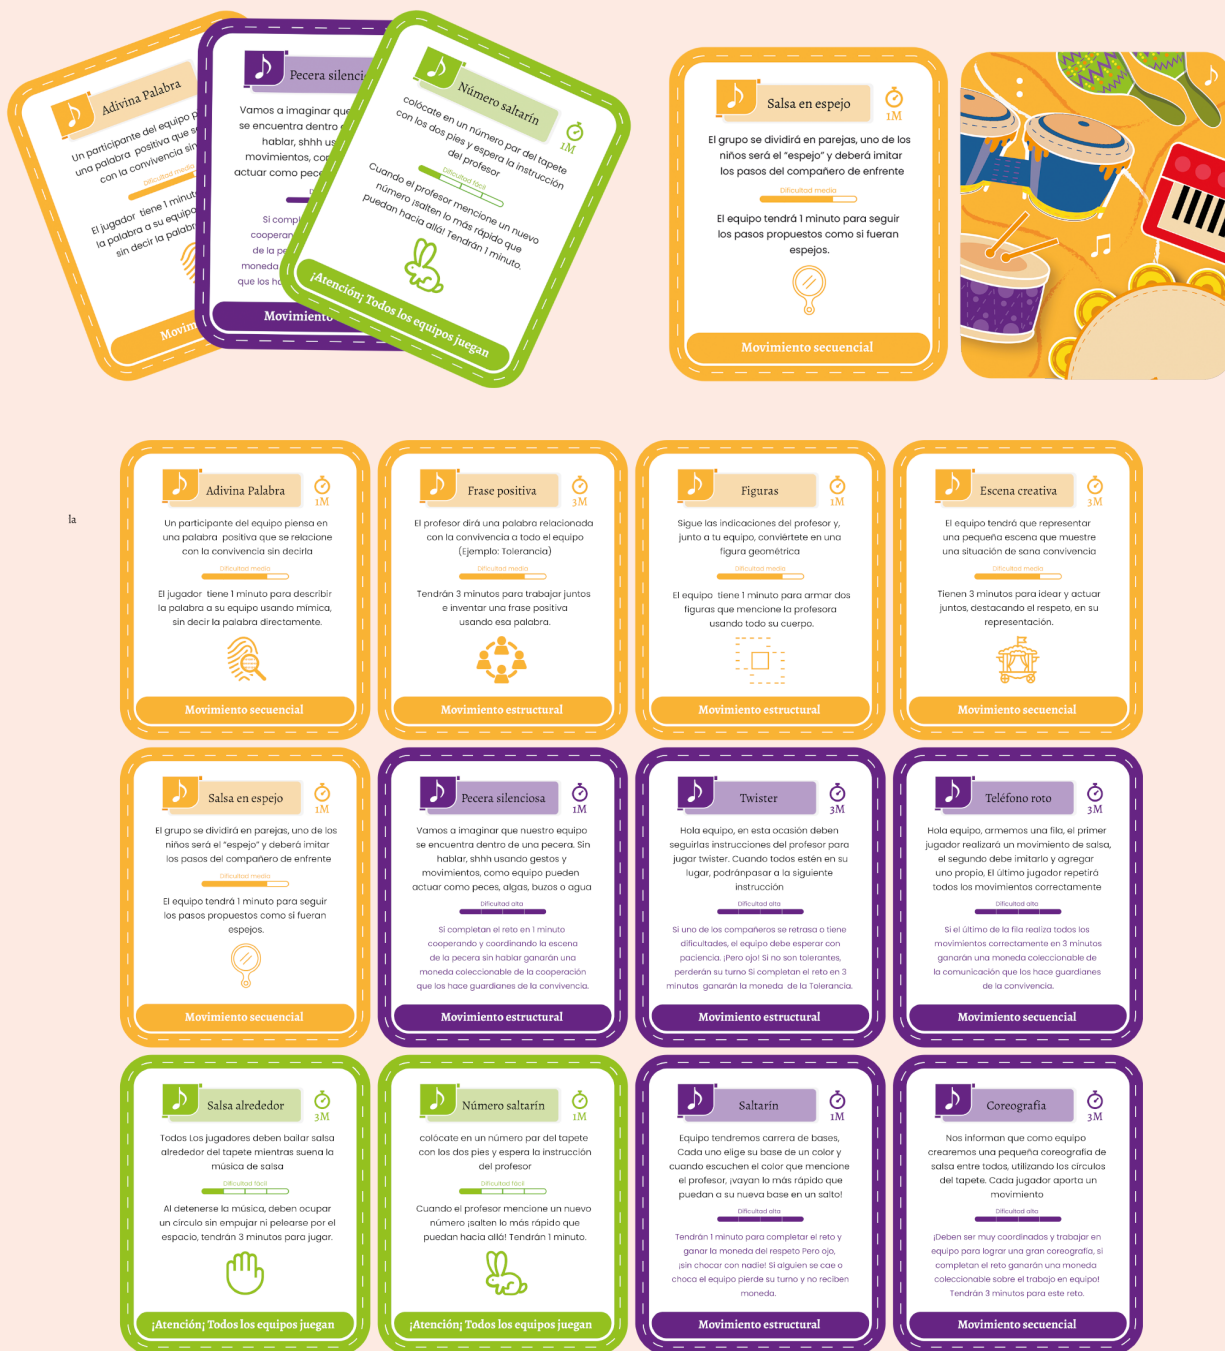 Adivina Palabra
Un participante del equipo
una palabra positiva que
con la convivencia sin
Dificultad media
El jugador tiene 1 minuto
la palabra a su equipo
sin decir la palabra
Pecera
Vamos a imaginar que
se encuentra dentro
hablar, shhh
movimientos,
actuar como
Si
de la
moneda
que los
Movimiento
Número saltarín
1M
colócate en un número par del tapete
con los dos pies y espera la instrucción
del profesor
Dificultad fácil
Cuando el profesor mencione un nuevo
número ¡salten lo más rápido que
puedan hacia allá! Tendrán 1 minuto.
¡Atención¡ Todos los equipos juegan
Salsa en espejo
1M
El grupo se dividirá en parejas, uno de los
niños será el "espejo" y deberá imitar
los pasos del compañero de enfrente
Dificultad media
El equipo tendrá 1 minuto para seguir
los pasos propuestos como si fueran
espejos.
Movimiento secuencial
la
Adivina Palabra
1M
Un participante del equipo piensa en
una palabra positiva que se relacione
con la convivencia sin decirla
Dificultad media
El jugador tiene 1 minuto para describir
la palabra a su equipo usando mímica,
sin decir la palabra directamente.
Movimiento secuencial
Frase positiva
3M
El profesor dirá una palabra relacionada
con la convivencia a todo el equipo
(Ejemplo: Tolerancia)
Dificultad media
Tendrán 3 minutos para trabajar juntos
e inventar una frase positiva
usando esa palabra.
Movimiento estructural
Figuras
1M
Sigue las indicaciones del profesor y,
junto a tu equipo, conviértete en una
figura geométrica
Dificultad media
El equipo tiene 1 minuto para armar dos
figuras que mencione la profesora
usando todo su cuerpo.
Movimiento estructural
Escena creativa
3M
El equipo tendrá que representar
una pequeña escena que muestre
una situación de sana convivencia
Dificultad media
Tienen 3 minutos para idear y actuar
juntos, destacando el respeto, en su
representación.
Movimiento secuencial
Salsa en espejo
1M
El grupo se dividirá en parejas, uno de los
niños será el "espejo" y deberá imitar
los pasos del compañero de enfrente
Dificultad media
El equipo tendrá 1 minuto para seguir
los pasos propuestos como si fueran
espejos.
Movimiento secuencial
Pecera silenciosa
1M
Vamos a imaginar que nuestro equipo
se encuentra dentro de una pecera. Sin
hablar, shhh usando gestos y
movimientos, como equipo pueden
actuar como peces, algas, buzos o agua
Dificultad alta
Si completan el reto en 1 minuto
cooperando y coordinando la escena
de la pecera sin hablar ganarán una
moneda coleccionable de la cooperación
que los hace guardianes de la convivencia.
Movimiento estructural
Twister
3M
Hola equipo, en esta ocasión deben
seguirlas instrucciones del profesor para
jugar twister. Cuando todos estén en su
lugar, podránpasar a la siguiente
instrucción
Dificultad alta
Si uno de los compañeros se retrasa o tiene
dificultades, el equipo debe esperar con
paciencia. ¡Pero ojo! Si no son tolerantes,
perderán su turno Si completan el reto en 3
minutos ganarán la moneda de la Tolerancia.
Movimiento estructural
Teléfono roto
3M
Hola equipo, armemos una fila, el primer
jugador realizará un movimiento de salsa,
el segundo debe imitarlo y agregar
uno propio, El último jugador repetirá
todos los movimientos correctamente
Dificultad alta
Si el último de la fila realiza todos los
movimientos correctamente en 3 minutos
ganarán una moneda coleccionable de
la comunicación que los hace guardianes
de la convivencia.
Movimiento secuencial
Salsa alrededor
3M
Todos Los jugadores deben bailar salsa
alrededor del tapete mientras suena la
música de salsa
Dificultad fácil
Al detenerse la música, deben ocupar
un circulo sin empujar ni pelearse por el
espacio, tendrán 3 minutos para jugar.
¡Atención¡ Todos los equipos juegan
Número saltarín
1M
colócate en un número par del tapete
con los dos pies y espera la instrucción
del profesor
Dificultad fácil
Cuando el profesor mencione un nuevo
número ¡salten lo más rápido que
puedan hacia allá! Tendrán 1 minuto.
¡Atención¡ Todos los equipos juegan
Saltarín
1M
Equipo tendremos carrera de bases,
Cada uno elige su base de un color y
cuando escuchen el color que mencione
el profesor, ¡vayan lo más rápido que
puedan a su nueva base en un salto!
Dificultad alta
Tendrán 1 minuto para completar el reto y
ganar la moneda del respeto Pero ojo,
¡sin chocar con nadie! Si alguien se cae o
choca el equipo pierde su turno y no reciben
moneda.
Movimiento estructural
Coreografía
3M
Nos informan que como equipo
crearemos una pequeña coreografía de
salsa entre todos, utilizando los círculos
del tapete. Cada jugador aporta un
movimiento
Dificultad alta
¡Deben ser muy coordinados y trabajar en
equipo para lograr una gran coreografía, si
completan el reto ganarán una moneda
coleccionable sobre el trabajo en equipo!
Tendrán 3 minutos para este reto.
Movimiento secuencial